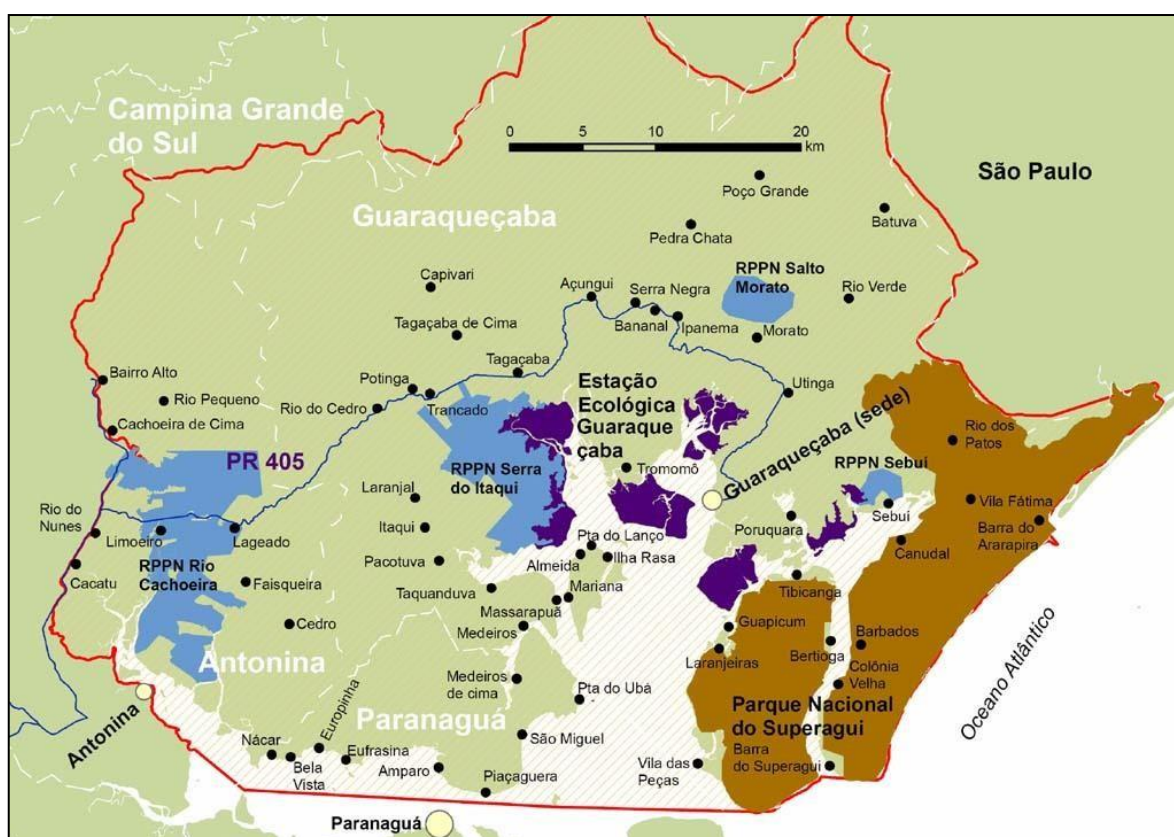 Campina Grande
do Sul
0 5 10 20
km
São Paulo
Poço Grande
Guaraqueçaba
Batuva
Pedra Chata
RPPN Salto
Morato
Capivari
Açungui
Serra Negra
Rio Verde
Bananal
Ipanema
Tagaçaba de Cima
Morato
Tagaçaba
Bairro Alto
Potinga
Estação
Ecológica
Guaraque
çaba
Utinga
Rio Pequeno
Rio do Cedro
Trancado
Cachoeira de Cima
Guaraqueçaba (sede)
Rio dos
Patos
PR 405
RPPN Serra
do Itaqui
Tromomô
RPPN Sebui
Laranjal
Rio do
Nunes
Vila Fátima
Limoeiro
Lageado
Itaqui
Poruquara
Sebui
Barra do
Ararapira
Pta do Lanço
Canudal
RPPN Rio
Cachoeira
Pacotuva
Almeida
Ilha Rasa
Cacatu
Faisqueira
Taquanduva
Mariana
Tibicanga
Massarapuã
Cedro
Medeiros
Guapicum
Barbados
Bertioga
Laranjeiras
Colônia
Velha
Oceano Atlântico
Antonina
Medeiros
de cima
Pta do Ubá
Parque Nacional
do Superagui
Antonina
Paranaguá
Europinha
São Miguel
Nácar
Bela
Vista
Eufrasina
Amparo
Piaçaguera
Vila das
Peças
Barra
do Superagui
Paranaguá